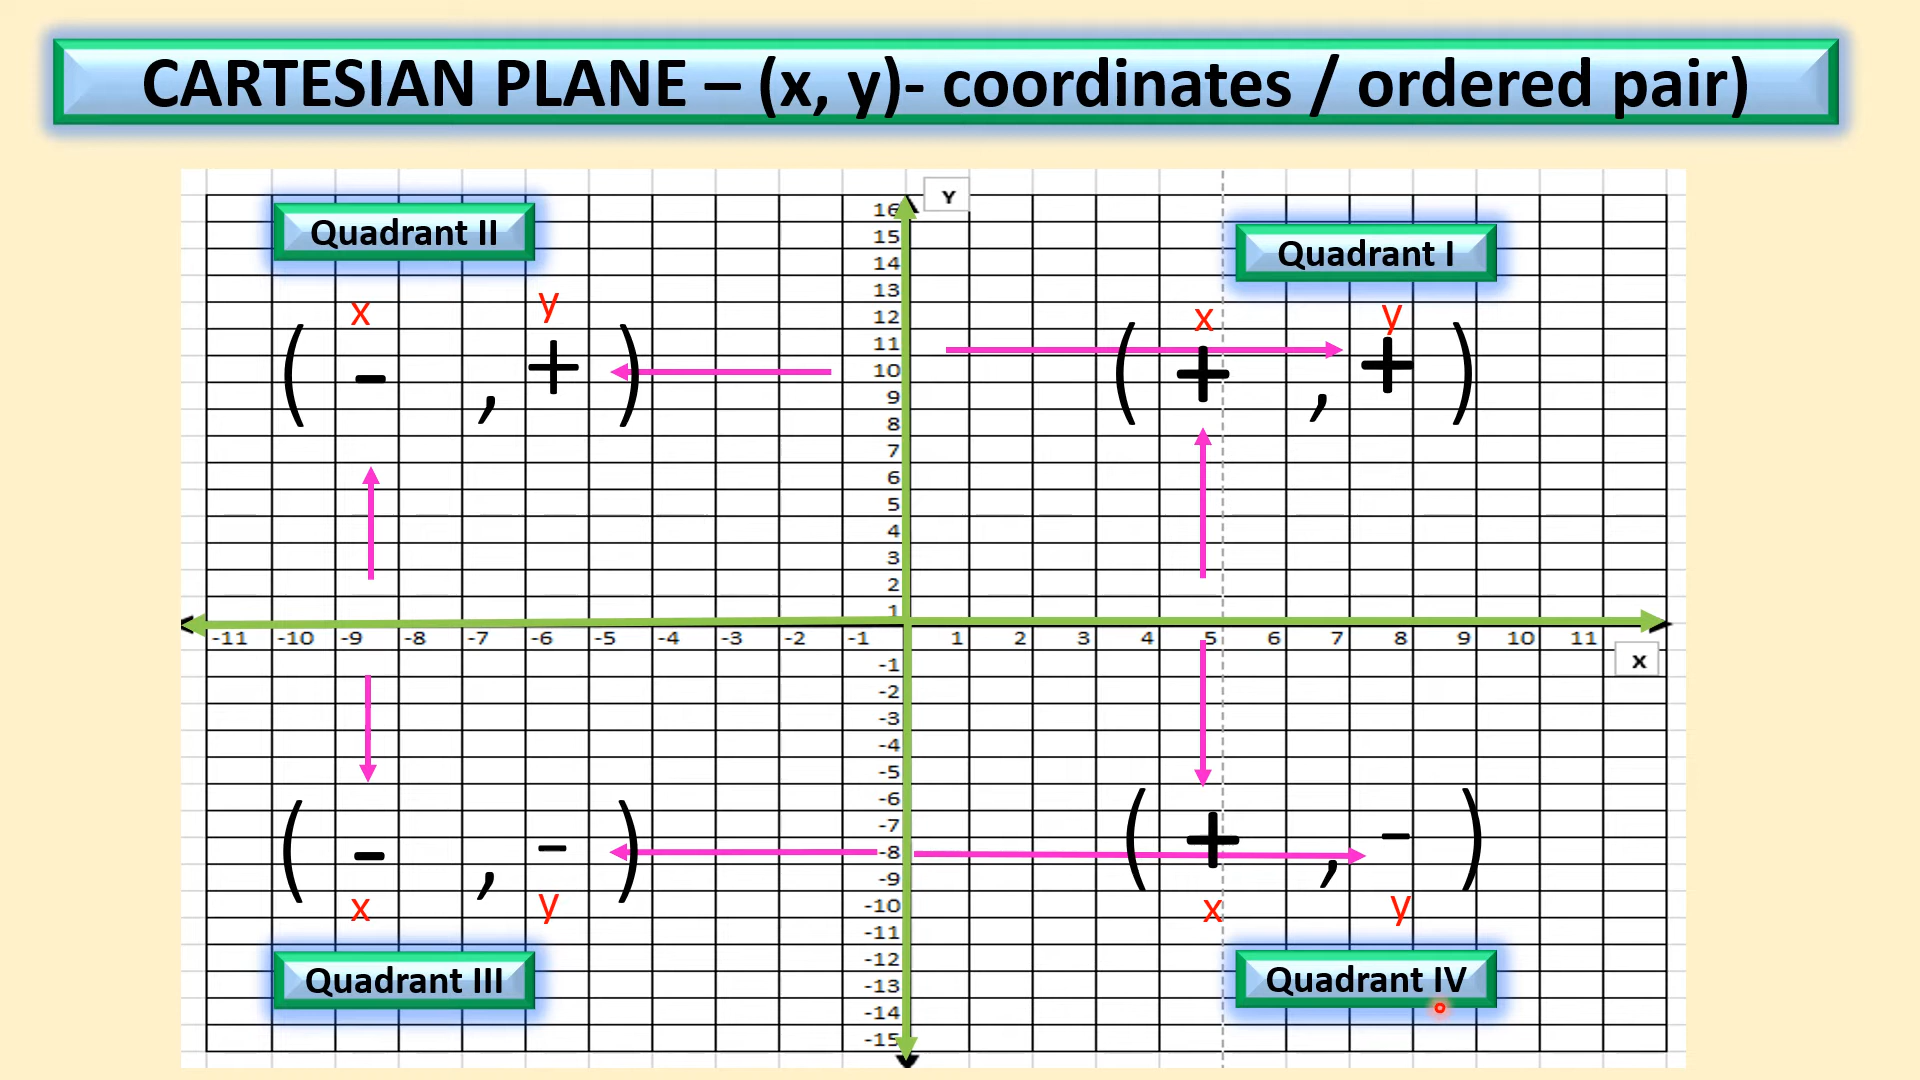 CARTESIAN PLANE – (x, y)- coordinates / ordered pair)
Y
Quadrant II
Quadrant I
x y
( - , + )
x y
( + , + )
16
15
14
13
12
11
10
9
8
7
6
5
4
3
2
1
-11 -10 -9 -8 -7 -6 -5 -4 -3 -2 -1 1 2 3 4 5 6 7 8 9 10 11
x
-1
-2
-3
-4
-5
-6
-7
-8
-9
-10
-11
-12
-13
-14
-15
( - , - )
x y
( + , - )
x y
Quadrant III
Quadrant IV